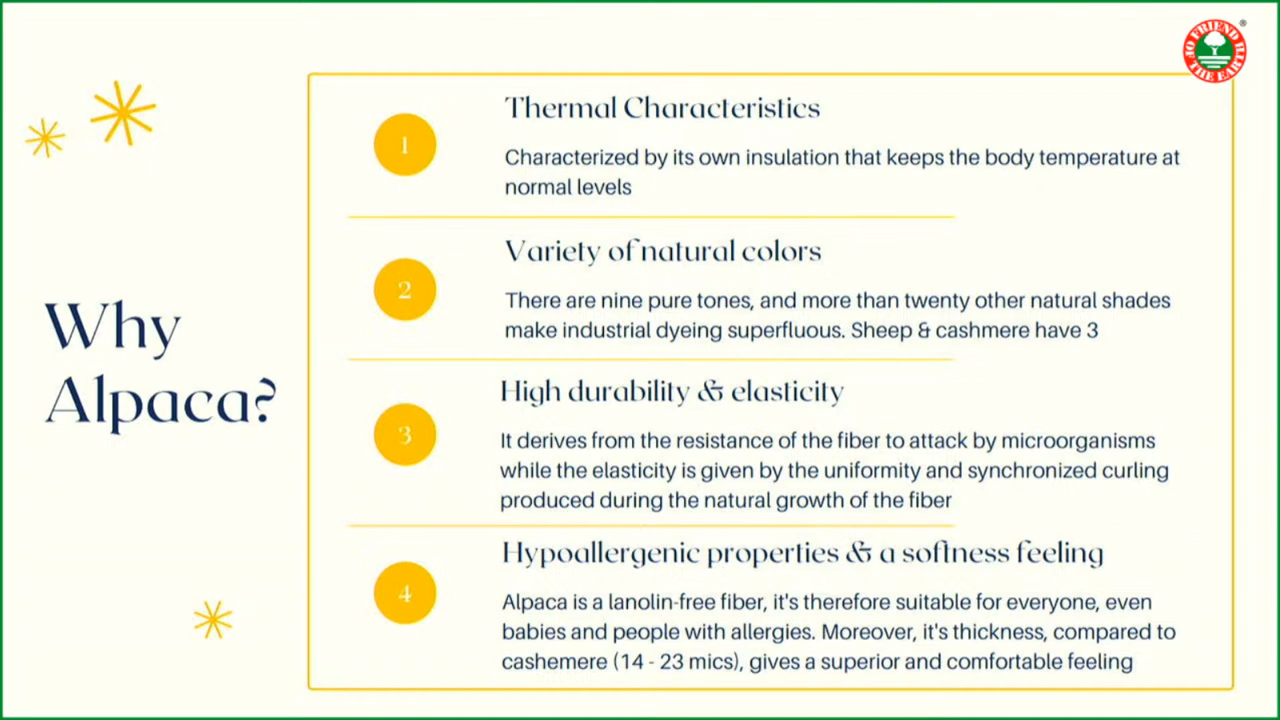 Why
Alpaca?
1
Thermal Characteristics
Characterized by its own insulation that keeps the body temperature at
normal levels
2
Variety of natural colors
There are nine pure tones, and more than twenty other natural shades
make industrial dyeing superfluous. Sheep & cashmere have 3
3
High durability & elasticity
It derives from the resistance of the fiber to attack by microorganisms
while the elasticity is given by the uniformity and synchronized curling
produced during the natural growth of the fiber
4
Hypoallergenic properties & a softness feeling
Alpaca is a lanolin-free fiber, it's therefore suitable for everyone, even
babies and people with allergies. Moreover, it's thickness, compared to
cashemere (14 - 23 mics), gives a superior and comfortable feeling
FRIEND
THE
®